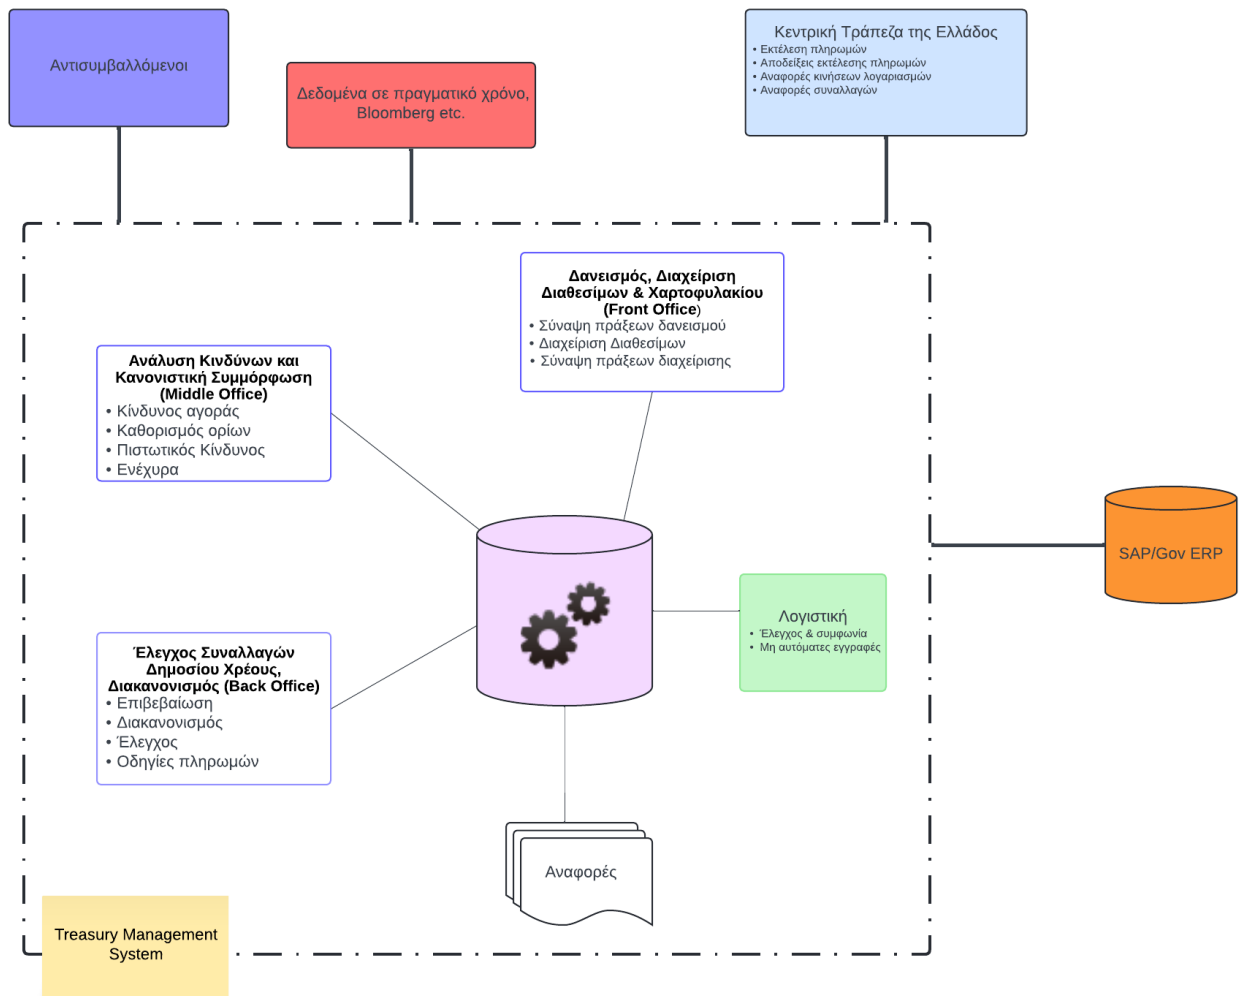 Αντισυμβαλλόμενοι
Δεδομένα σε πραγματικό χρόνο,
Bloomberg etc.
Κεντρική Τράπεζα της Ελλάδος
• Εκτέλεση πληρωμών
• Αποδείξεις εκτέλεσης πληρωμών
• Αναφορές κινήσεων λογαριασμών
• Αναφορές συναλλαγών
Δανεισμός, Διαχείριση
Διαθεσίμων & Χαρτοφυλακίου
(Front Office)
• Σύναψη πράξεων δανεισμού
• Διαχείριση Διαθεσίμων
• Σύναψη πράξεων διαχείρισης
Ανάλυση Κινδύνων και
Κανονιστική Συμμόρφωση
(Middle Office)
• Κίνδυνος αγοράς
• Καθορισμός ορίων
• Πιστωτικός Κίνδυνος
• Ενέχυρα
SAP/Gov ERP
Λογιστική
• Έλεγχος & συμφωνία
• Μη αυτόματες εγγραφές
Έλεγχος Συναλλαγών
Δημοσίου Χρέους,
Διακανονισμός (Back Office)
• Επιβεβαίωση
• Διακανονισμός
• Έλεγχος
• Οδηγίες πληρωμών
Αναφορές
Treasury Management
System